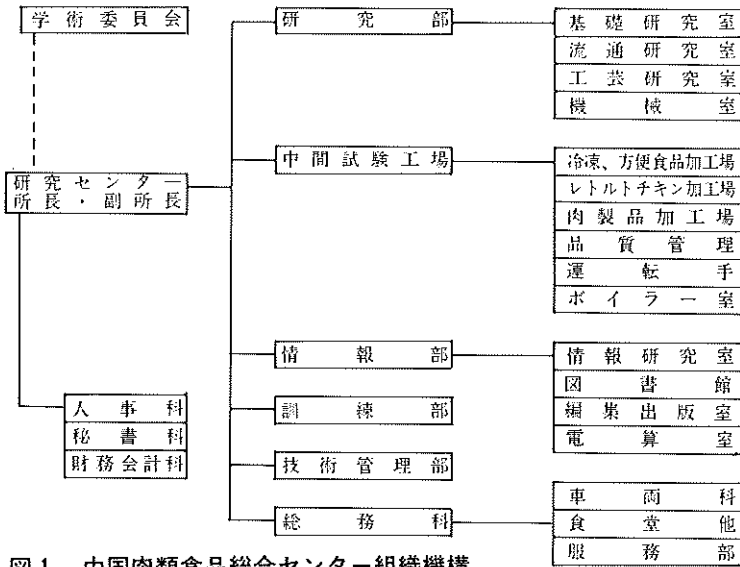 学術委員会
研究センター
所長・副所長
人事科
秘書科
財務会計科
研究部
基礎研究室
流通研究室
工芸研究室
機械室
中間試験工場
冷凍、方便食品加工場
レトルトチキン加工場
肉製品加工場
品質管理
運転手
ボイラー室
情報部
情報研究室
図書館
編集出版室
電算室
訓練部
技術管理部
総務科
車両科
食堂他
服務部
図1 中国肉類食品総合センター組織機構